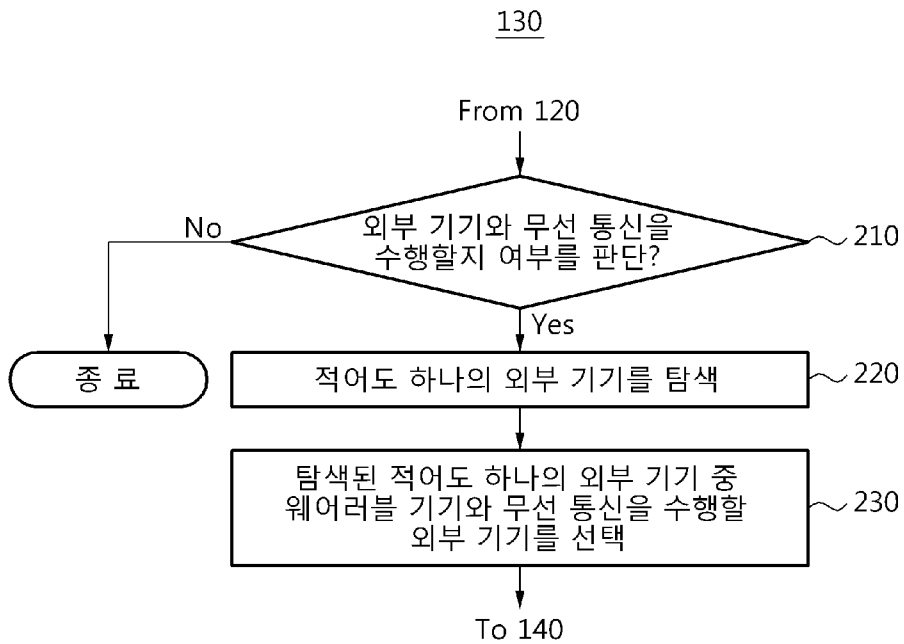 130
From 120
외부 기기와 무선 통신을
수행할지 여부를 판단?
210
No
Yes
종 료
적어도 하나의 외부 기기를 탐색
220
탐색된 적어도 하나의 외부 기기 중
웨어러블 기기와 무선 통신을 수행할
외부 기기를 선택
230
To 140